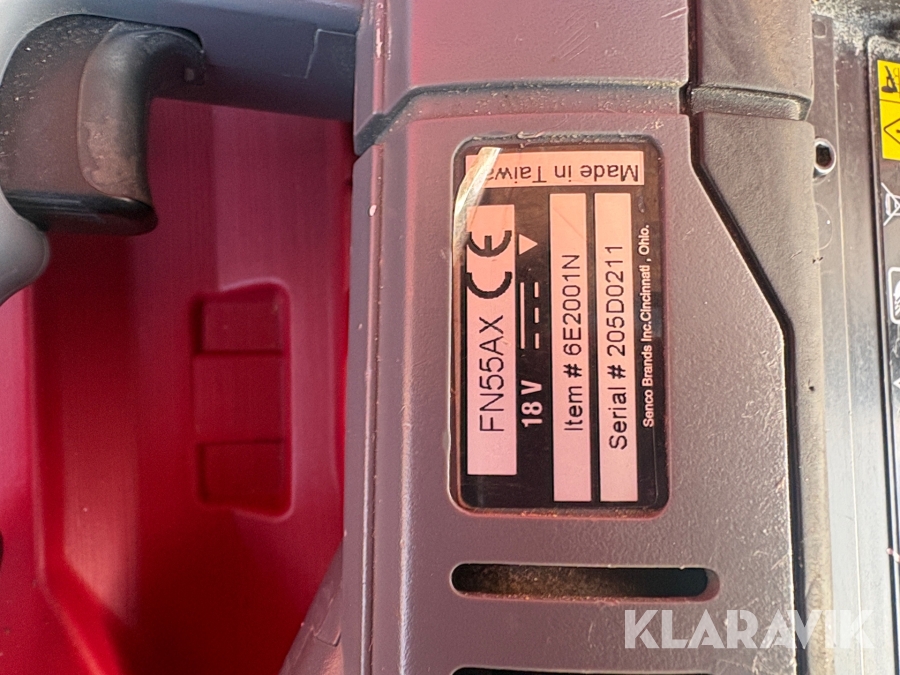 Made in Taiwan
FN55AX CE
18 V
Item # 6E2001N
Serial # 205D0211
Senco Brands Inc.Cincinnati , Ohio.
KLARAVIK